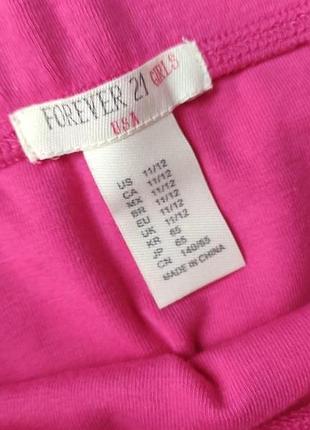 FOREVER 21 GIRLS
USA
US 11/12
CA 11/12
MX 11/12
BR 11/12
EU 11/12
UK 11/12
KR 65
JP 65
CN 140/65
MADE IN CHINA